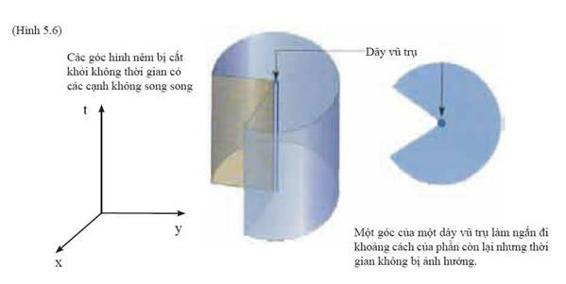 (Hình 5.6)
Các góc hình nêm bị cắt
khỏi không thời gian có
các cạnh không song song
Dây vũ trụ
t
y
x
Một góc của một dây vũ trụ làm ngắn đi
khoảng cách của phần còn lại nhưng thời
gian không bị ảnh hưởng.